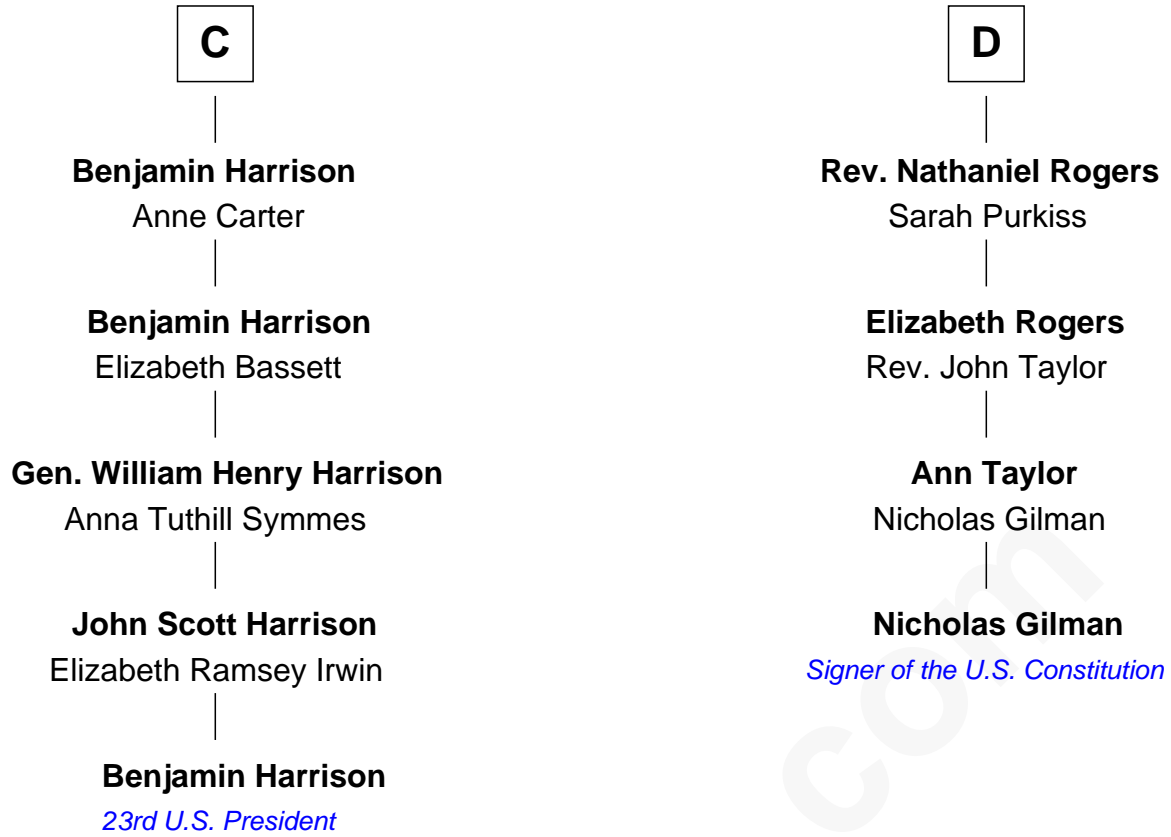 C
Benjamin Harrison
Anne Carter
Benjamin Harrison
Elizabeth Bassett
Gen. William Henry Harrison
Anna Tuthill Symmes
John Scott Harrison
Elizabeth Ramsey Irwin
Benjamin Harrison
23rd U.S. President
D
Rev. Nathaniel Rogers
Sarah Purkiss
Elizabeth Rogers
Rev. John Taylor
Ann Taylor
Nicholas Gilman
Nicholas Gilman
Signer of the U.S. Constitution
com